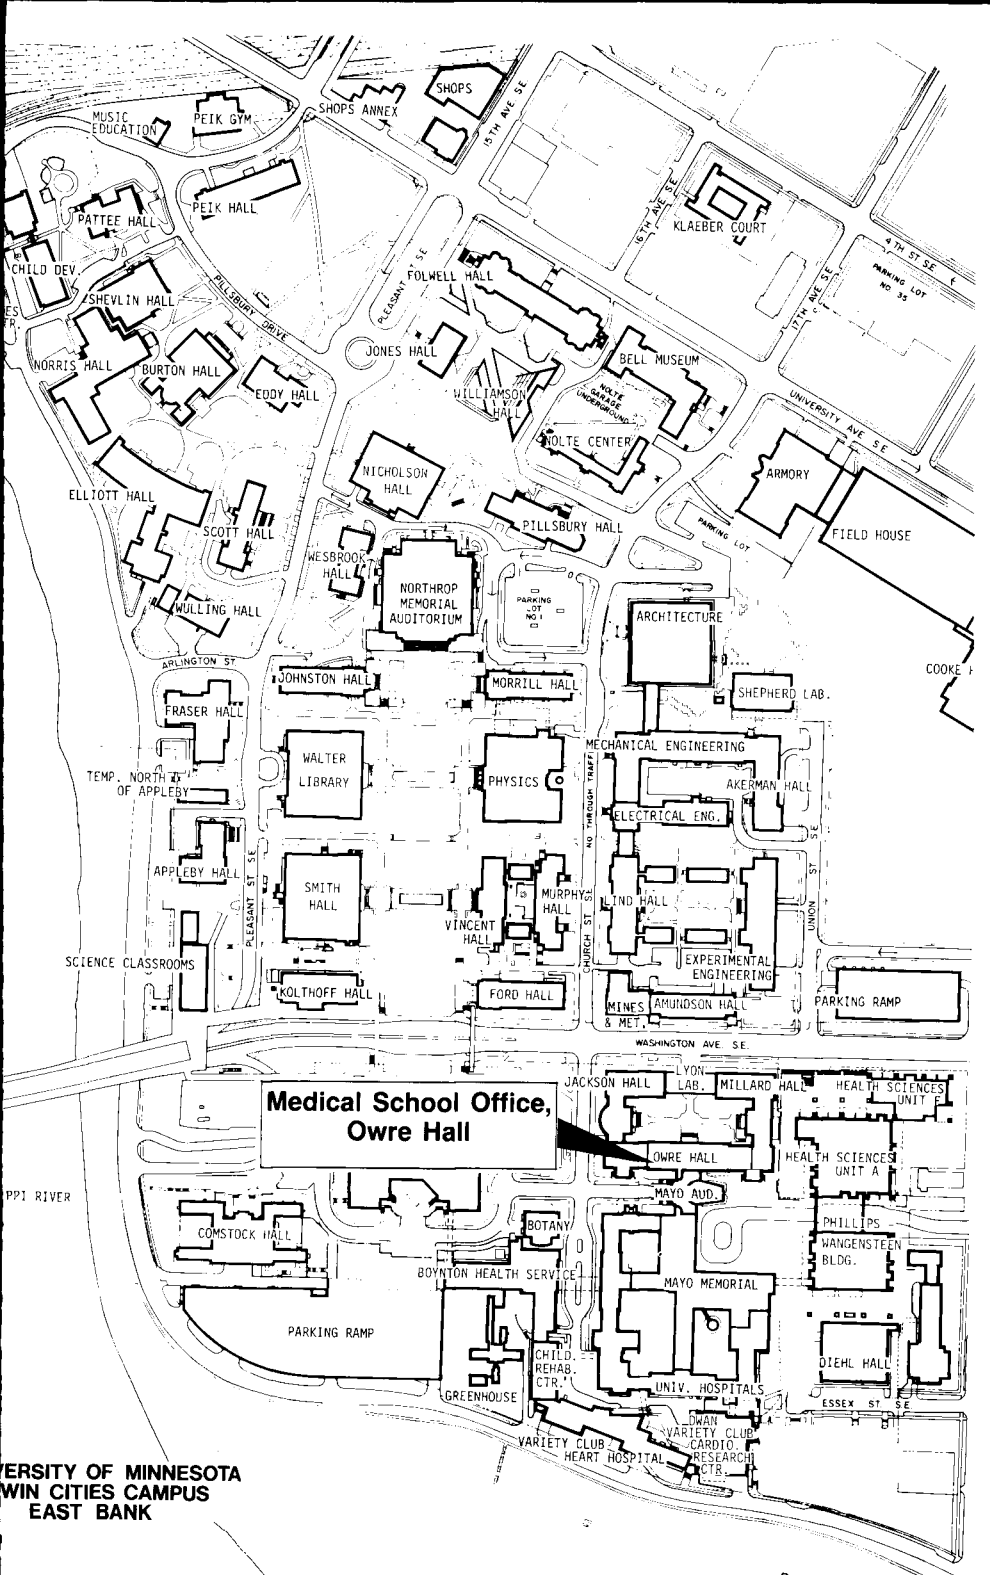 SHOPS
MUSIC
EDUCATION
PEIK GYM
SHOPS ANNEX
15TH AVE SE
PEIK HALL
PATTEE HALL
16TH AVE SE
KLAEBER COURT
4TH ST SE
CHILD DEV.
PARKING LOT
NO. 35
17TH AVE SE
SHEVLIN HALL
PILLSBURY DRIVE
PLEASANT ST SE
FOLWELL HALL
NORRIS HALL
BURTON HALL
EDDY HALL
JONES HALL
WILLIAMSON
HALL
BELL MUSEUM
NOLTE
GARAGE
UNDERGROUND
UNIVERSITY AVE S.E
NOLTE CENTER
NICHOLSON
HALL
ARMORY
ELLIOTT HALL
SCOTT HALL
PILLSBURY HALL
PARKING LOT
FIELD HOUSE
WESBROOK
HALL
NORTHROP
MEMORIAL
AUDITORIUM
PARKING
LOT
NO 1
WULLING HALL
ARCHITECTURE
ARLINGTON ST.
COOKE H
JOHNSTON HALL
MORRILL HALL
SHEPHERD LAB.
FRASER HALL
WALTER
LIBRARY
PHYSICS
MECHANICAL ENGINEERING
NO THROUGH TRAFFIC
TEMP. NORTH
OF APPLEBY
AKERMAN HALL
ELECTRICAL ENG.
APPLEBY HALL
PLEASANT ST SE
SMITH
HALL
VINCENT
HALL
MURPHY
HALL
CHURCH ST SE
LIND HALL
UNION ST SE
SCIENCE CLASSROOMS
EXPERIMENTAL
ENGINEERING
KOLTHOFF HALL
FORD HALL
MINES
& MET.
AMUNDSON HALL
PARKING RAMP
WASHINGTON AVE. S.E.
JACKSON HALL
LYON
LAB.
MILLARD HALL
HEALTH SCIENCES
UNIT F
Medical School Office,
Owre Hall
OWRE HALL
HEALTH SCIENCES
UNIT A
MAYO AUD.
PPI RIVER
COMSTOCK HALL
BOTANY
PHILLIPS
WANGENSTEEN
BLDG.
BOYNTON HEALTH SERVICE
MAYO MEMORIAL
PARKING RAMP
CHILD.
REHAB.
CTR.
GREENHOUSE
DIEHL HALL
UNIV. HOSPITALS
ESSEX ST. S.E.
VARIETY CLUB
HEART HOSPITAL
DWAN
VARIETY CLUB
CARDIO.
RESEARCH
CTR.
VERSITY OF MINNESOTA
WIN CITIES CAMPUS
EAST BANK